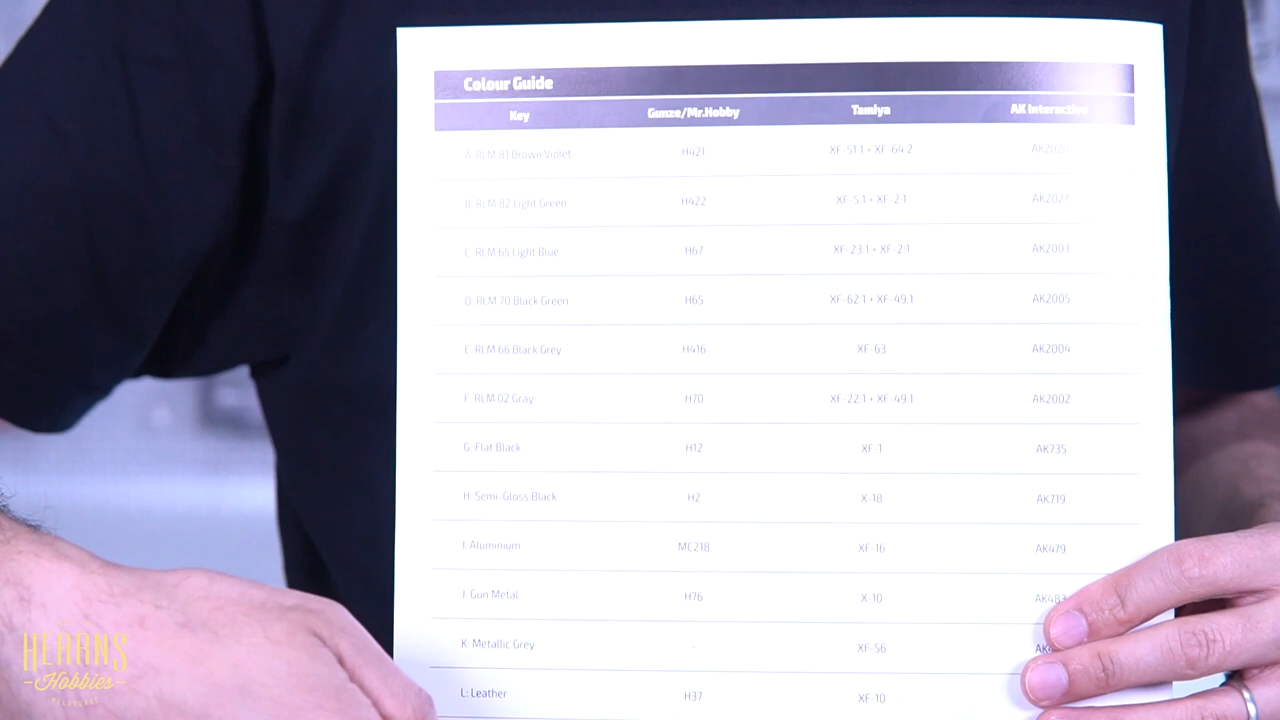 Colour Guide
Key Gunze/Mr.Hobby Tamiya AK Interactive
A: RLM 81 Brown Violet H421 XF-51:1 + XF-64:2 AK2026
B: RLM 82 Light Green H422 XF-5:1 + XF-2:1 AK2027
C: RLM 65 Light Blue H67 XF-23:1 + XF-2:1 AK2003
D: RLM 70 Black Green H65 XF-62:1 + XF-49:1 AK2005
E: RLM 66 Black Grey H416 XF-63 AK2004
F: RLM 02 Gray H70 XF-22:1 + XF-49:1 AK2002
G: Flat Black H12 XF-1 AK735
H: Semi-Gloss Black H2 X-18 AK719
I: Aluminium MC218 XF-16 AK479
J: Gun Metal H76 X-10 AK483
K: Metallic Grey - XF-56
L: Leather H37 XF-10
HEARNS
Hobbies
MELBOURNE